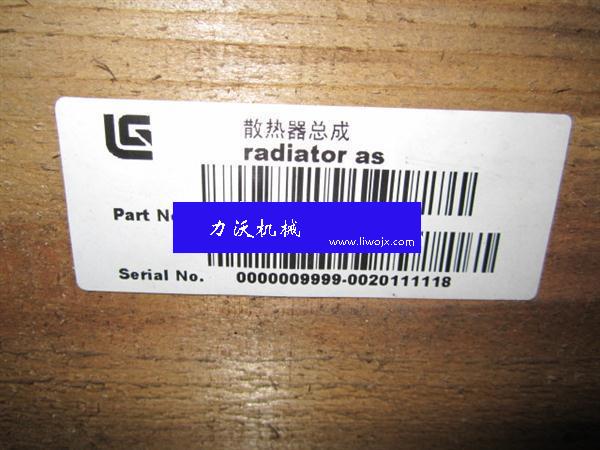 LG
散热器总成
radiator as
Part No
力沃机械
www.liwojx.com
Serial No. 0000009999-0020111118